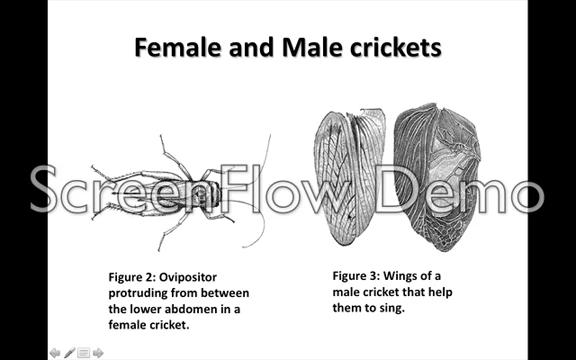 Female and Male crickets
ScreenFlow Demo
Figure 2: Ovipositor
protruding from between
the lower abdomen in a
female cricket.
Figure 3: Wings of a
male cricket that help
them to sing.